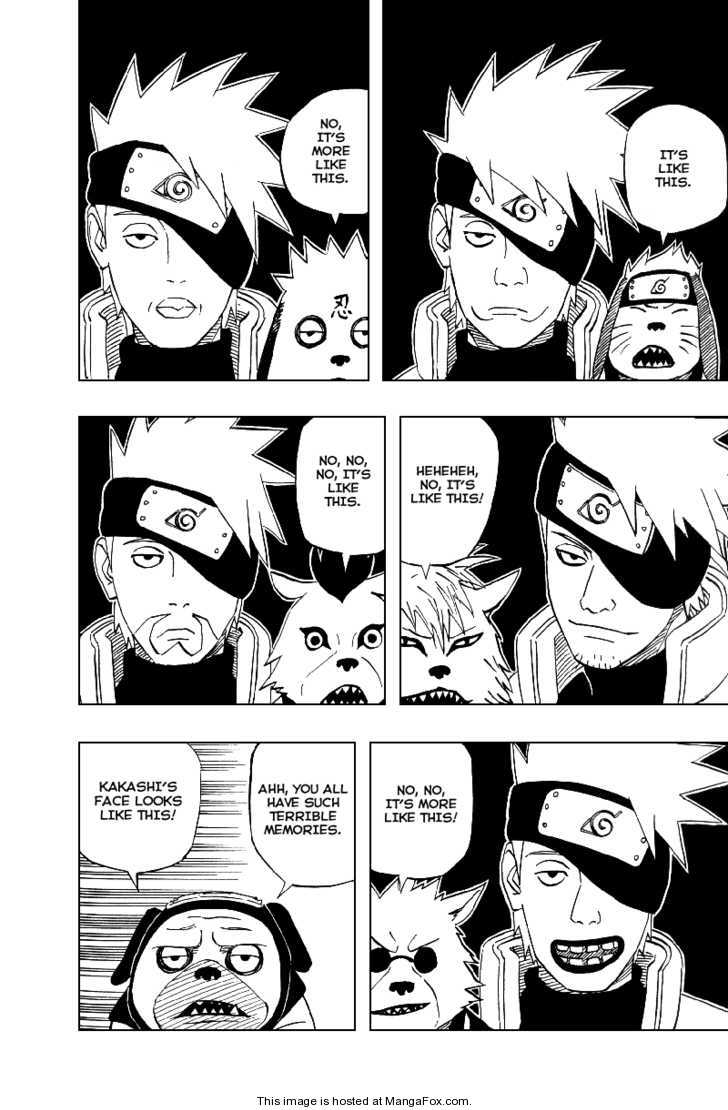 IT'S
LIKE
THIS.
NO,
IT'S
MORE
LIKE
THIS.
忍
HEHEHEH,
NO, IT'S
LIKE THIS!
NO, NO,
NO, IT'S
LIKE
THIS.
NO, NO,
IT'S MORE
LIKE THIS!
AHH, YOU ALL
HAVE SUCH
TERRIBLE
MEMORIES.
KAKASHI'S
FACE LOOKS
LIKE THIS!
This image is hosted at MangaFox.com.